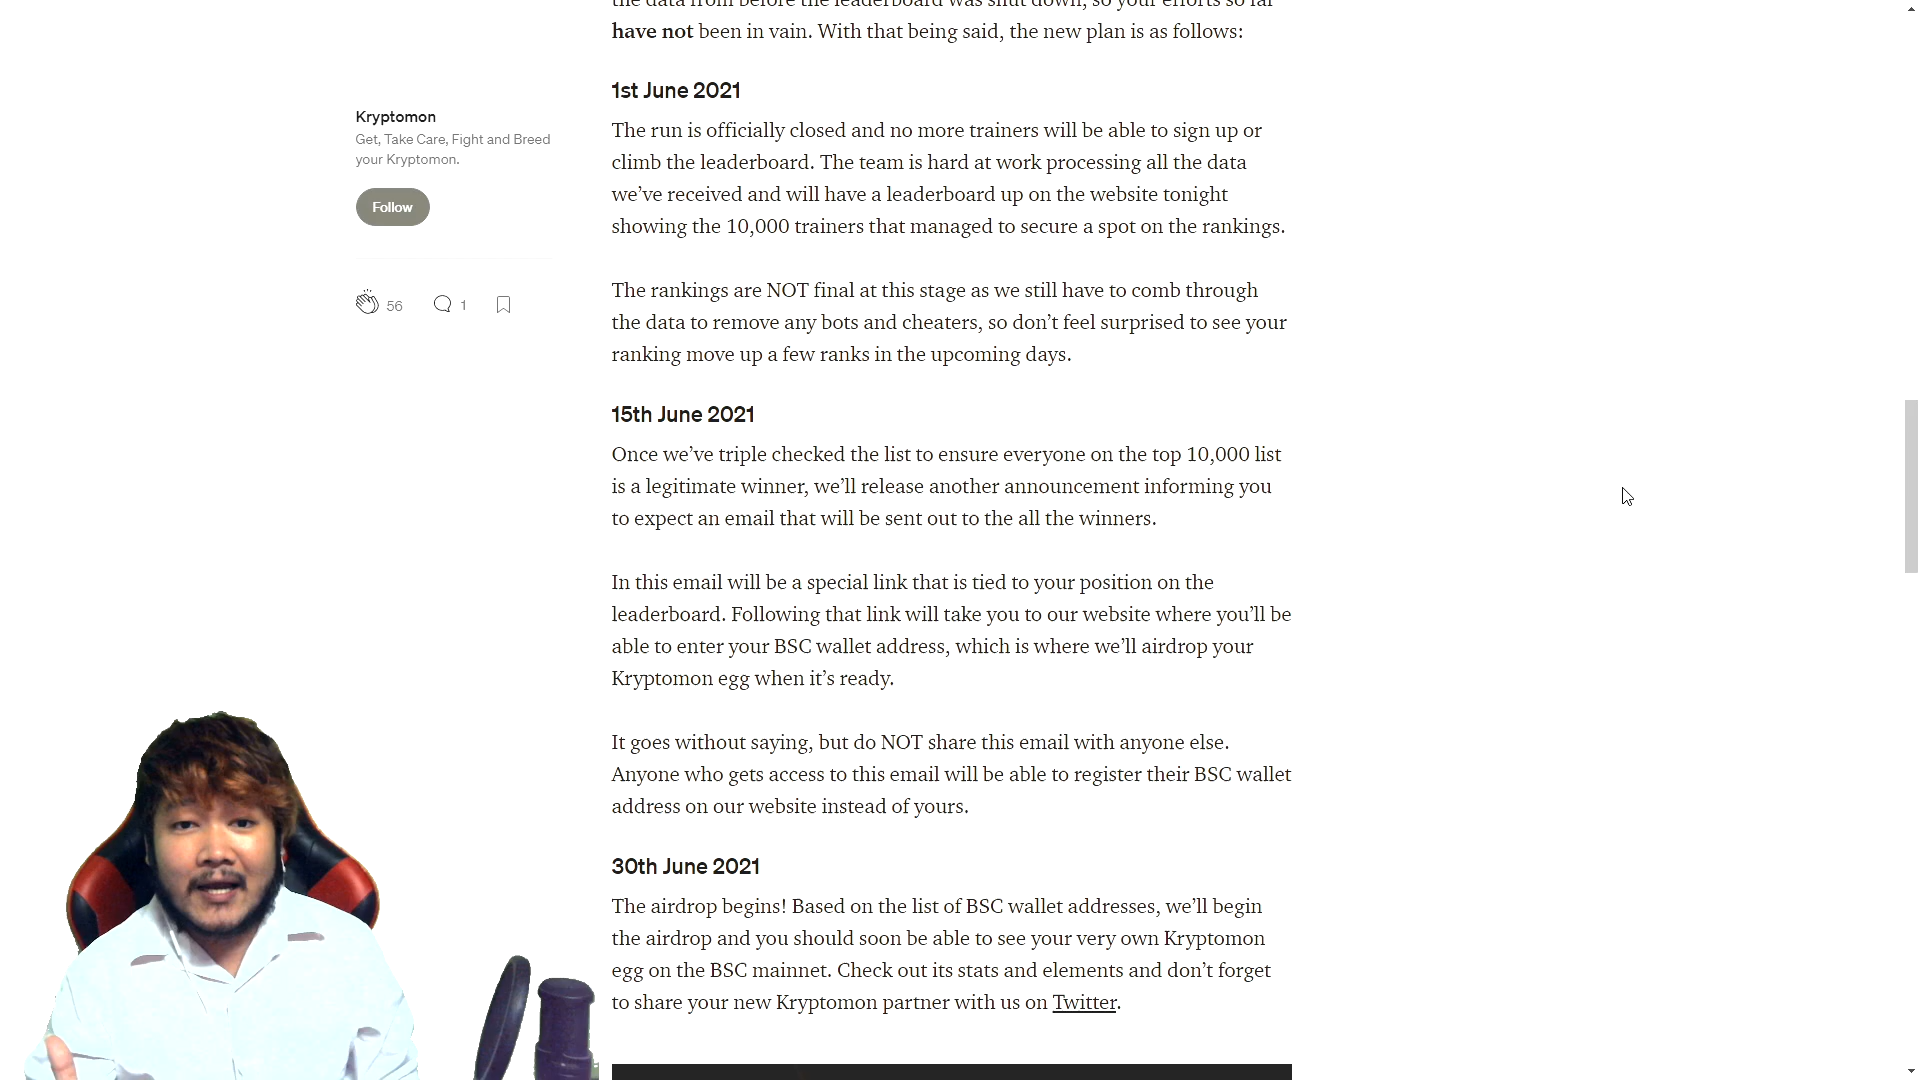 have not been in vain. With that being said, the new plan is as follows:
1st June 2021
Kryptomon
Get, Take Care, Fight and Breed
your Kryptomon.
Follow
56
1
The run is officially closed and no more trainers will be able to sign up or
climb the leaderboard. The team is hard at work processing all the data
we’ve received and will have a leaderboard up on the website tonight
showing the 10,000 trainers that managed to secure a spot on the rankings.
The rankings are NOT final at this stage as we still have to comb through
the data to remove any bots and cheaters, so don’t feel surprised to see your
ranking move up a few ranks in the upcoming days.
15th June 2021
Once we’ve triple checked the list to ensure everyone on the top 10,000 list
is a legitimate winner, we’ll release another announcement informing you
to expect an email that will be sent out to the all the winners.
In this email will be a special link that is tied to your position on the
leaderboard. Following that link will take you to our website where you’ll be
able to enter your BSC wallet address, which is where we’ll airdrop your
Kryptomon egg when it’s ready.
It goes without saying, but do NOT share this email with anyone else.
Anyone who gets access to this email will be able to register their BSC wallet
address on our website instead of yours.
30th June 2021
The airdrop begins! Based on the list of BSC wallet addresses, we’ll begin
the airdrop and you should soon be able to see your very own Kryptomon
egg on the BSC mainnet. Check out its stats and elements and don’t forget
to share your new Kryptomon partner with us on Twitter.